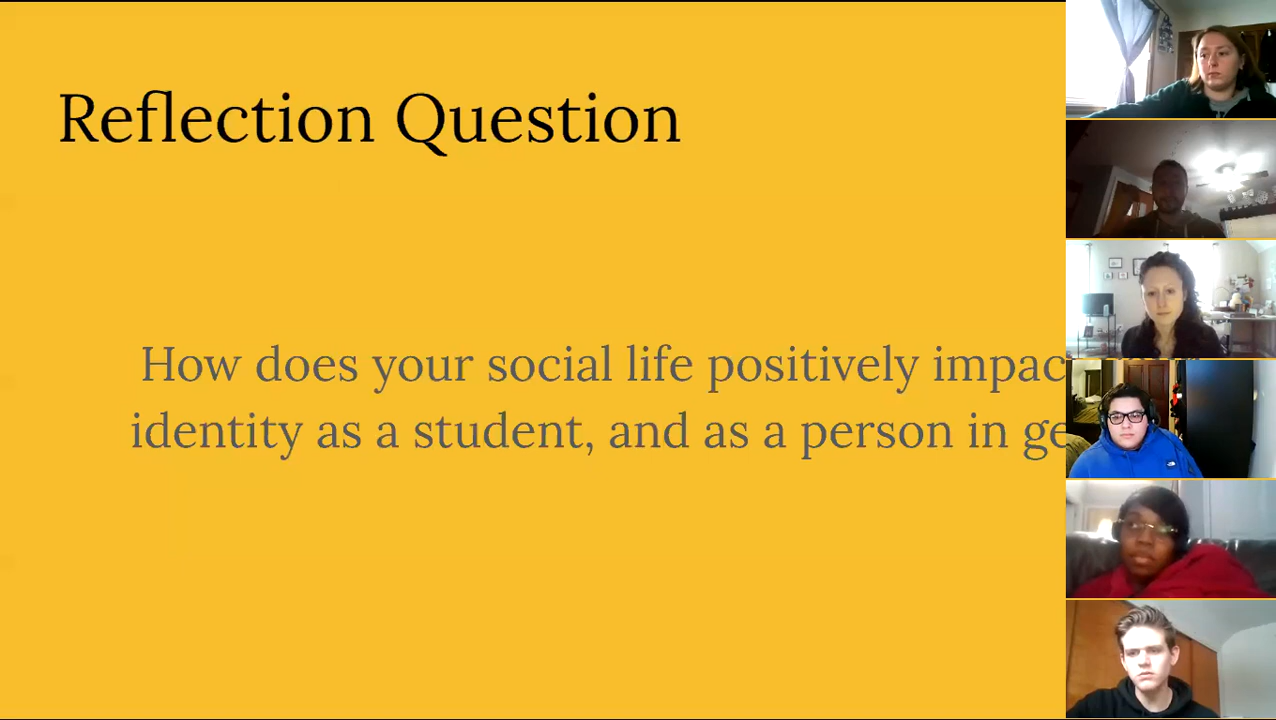 Reflection Question
How does your social life positively impac
identity as a student, and as a person in ge